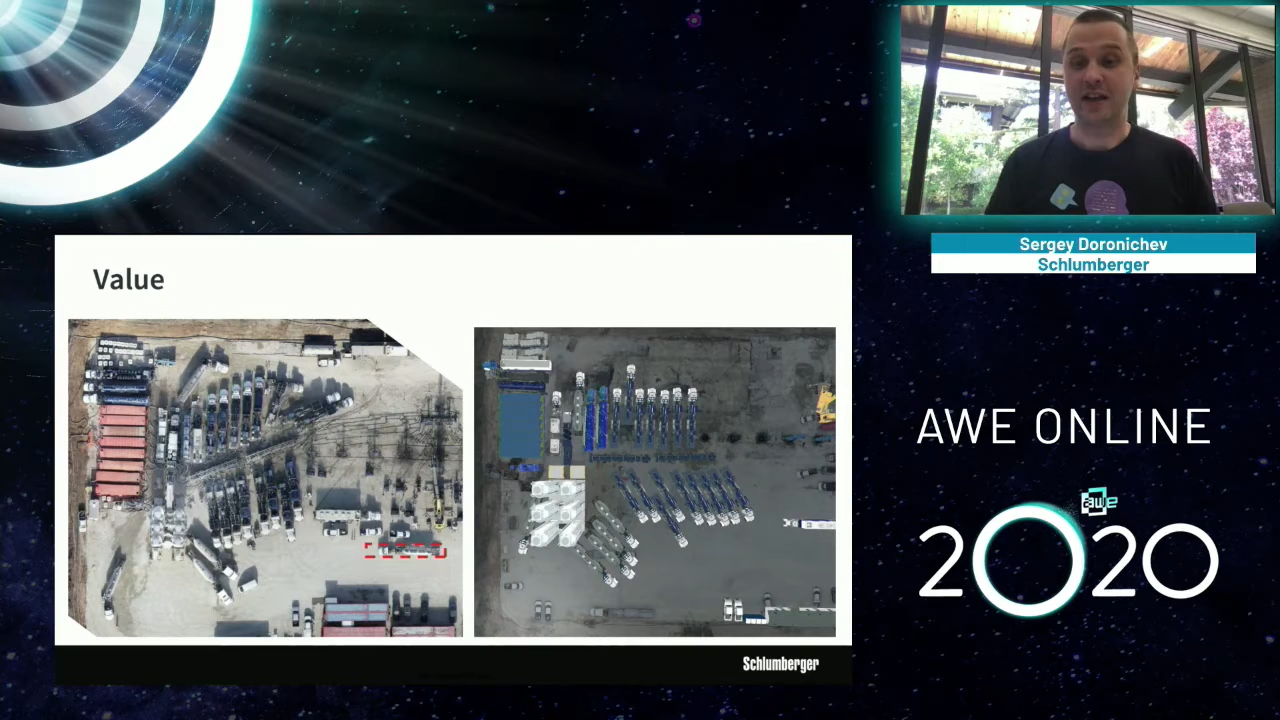 Sergey Doronichev
Schlumberger
Value
AWE ONLINE
awe
2020
Schlumberger